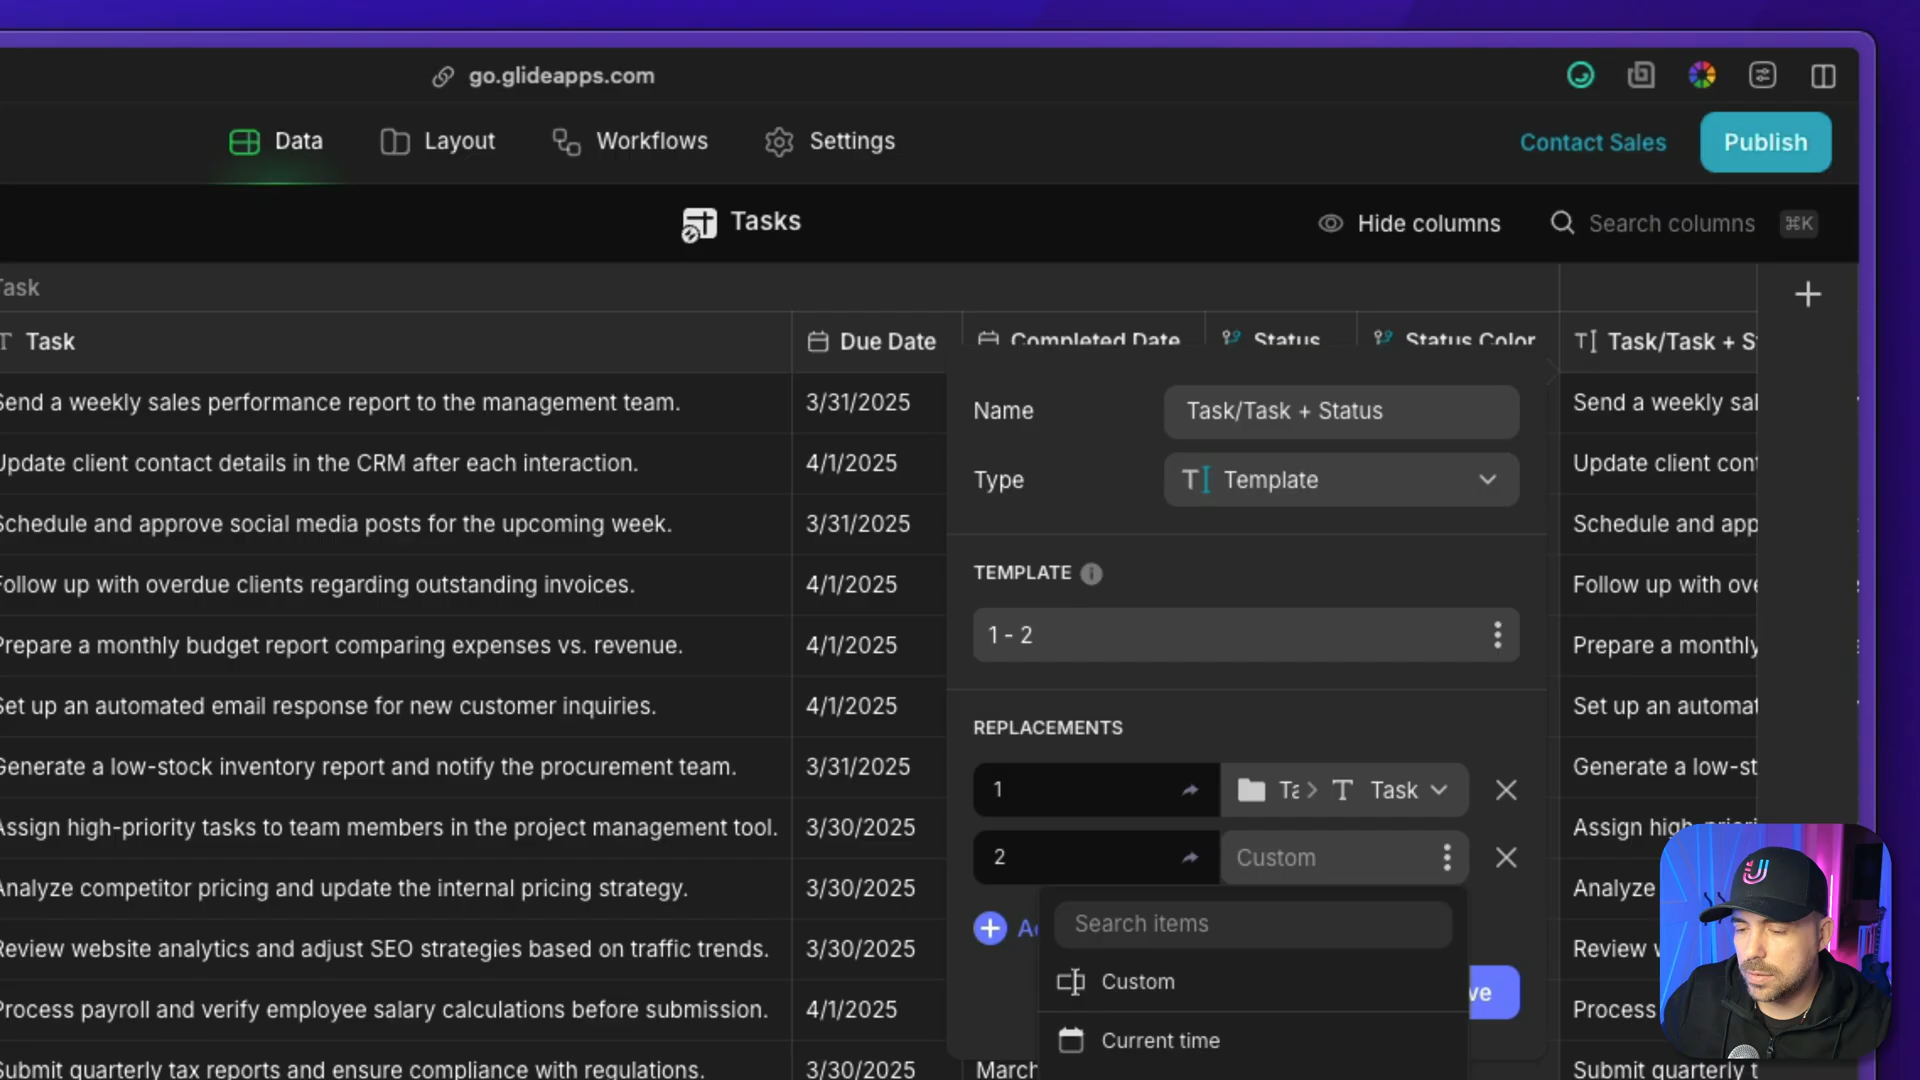 go.glideapps.com
Data Layout Workflows Settings Contact Sales Publish
Tasks Hide columns Search columns ⌘K
Task
T Task Due Date Completed Date Status Status Color Task/Task + S
Send a weekly sales performance report to the management team. 3/31/2025 Send a weekly sal
Update client contact details in the CRM after each interaction. 4/1/2025 Update client cont
Schedule and approve social media posts for the upcoming week. 3/31/2025 Schedule and app
Follow up with overdue clients regarding outstanding invoices. 4/1/2025 Follow up with ove
Prepare a monthly budget report comparing expenses vs. revenue. 4/1/2025 Prepare a monthly
Set up an automated email response for new customer inquiries. 4/1/2025 Set up an automat
Generate a low-stock inventory report and notify the procurement team. 3/31/2025 Generate a low-st
Assign high-priority tasks to team members in the project management tool. 3/30/2025 Assign high-priori
Analyze competitor pricing and update the internal pricing strategy. 3/30/2025 Analyze
Review website analytics and adjust SEO strategies based on traffic trends. 3/30/2025 Review
Process payroll and verify employee salary calculations before submission. 4/1/2025 Process
Submit quarterly tax reports and ensure compliance with regulations. 3/30/2025 March Submit quarterly t
Name Task/Task + Status
Type T Template
TEMPLATE
1 - 2
REPLACEMENTS
1 Ta > T Task
2 Custom
Search items
Custom
Current time